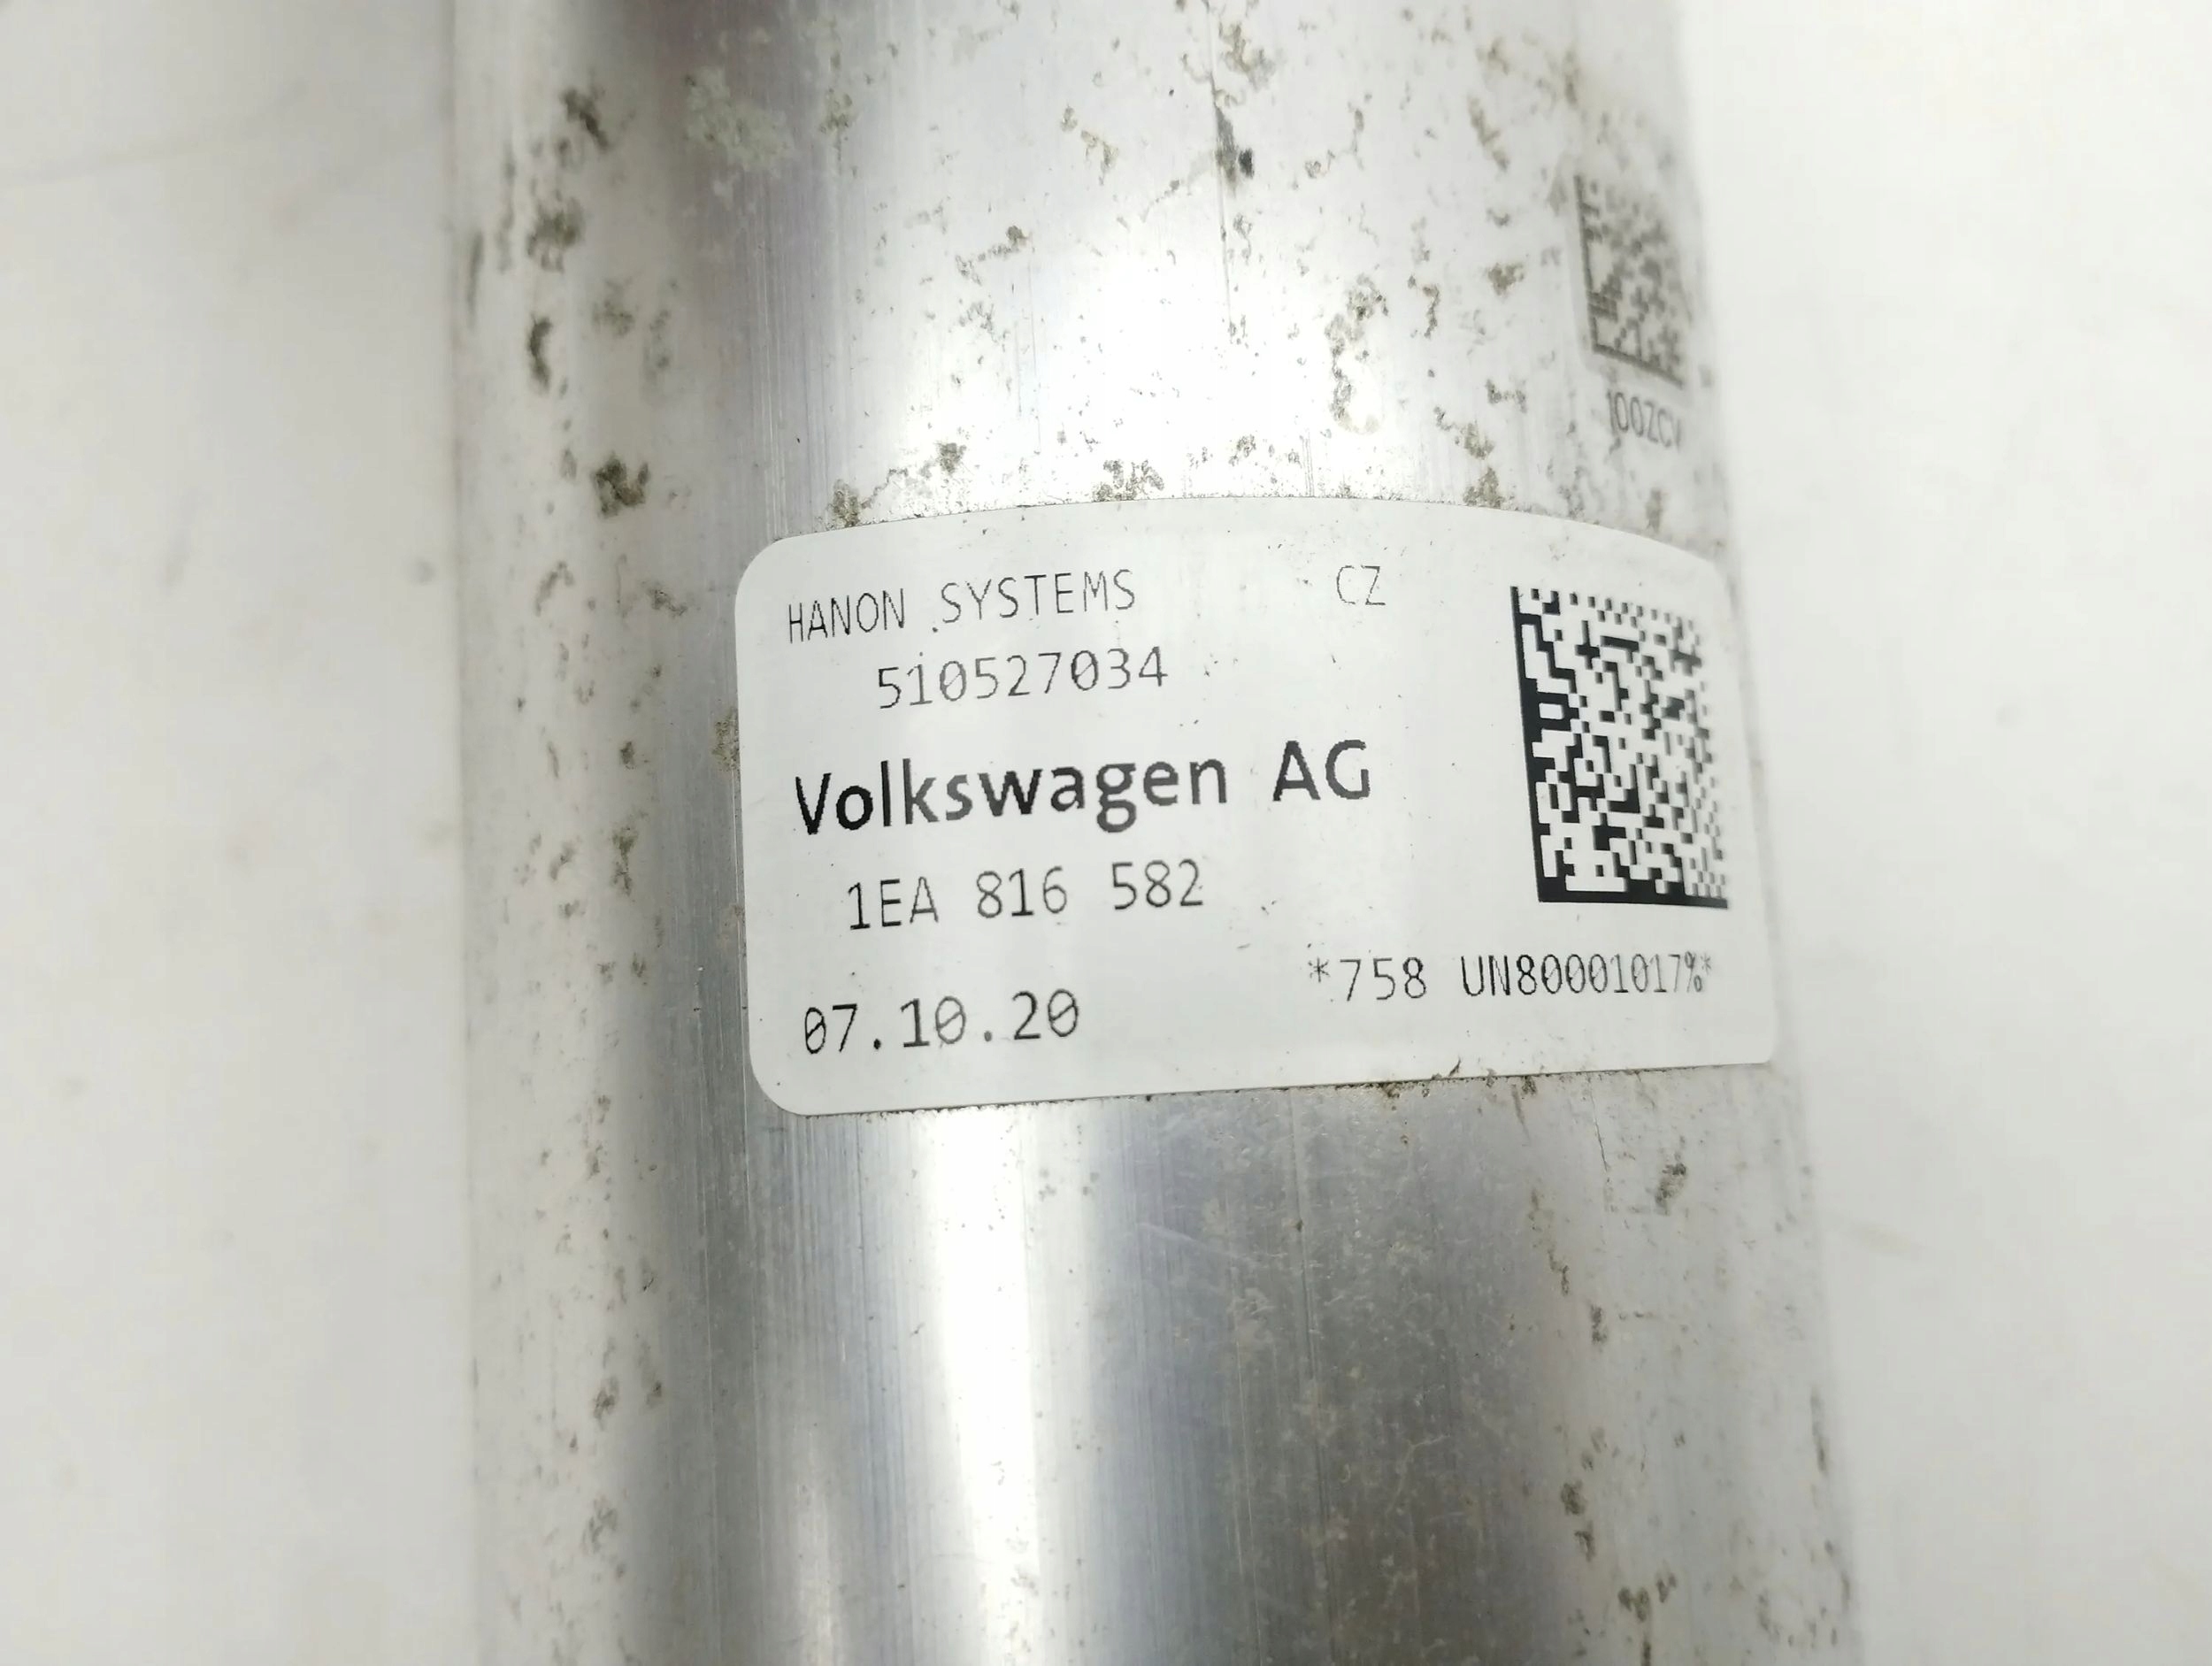 100ZCV
HANON SYSTEMS CZ
510527034
Volkswagen AG
1EA 816 582
*758 UN80001017%*
07.10.20